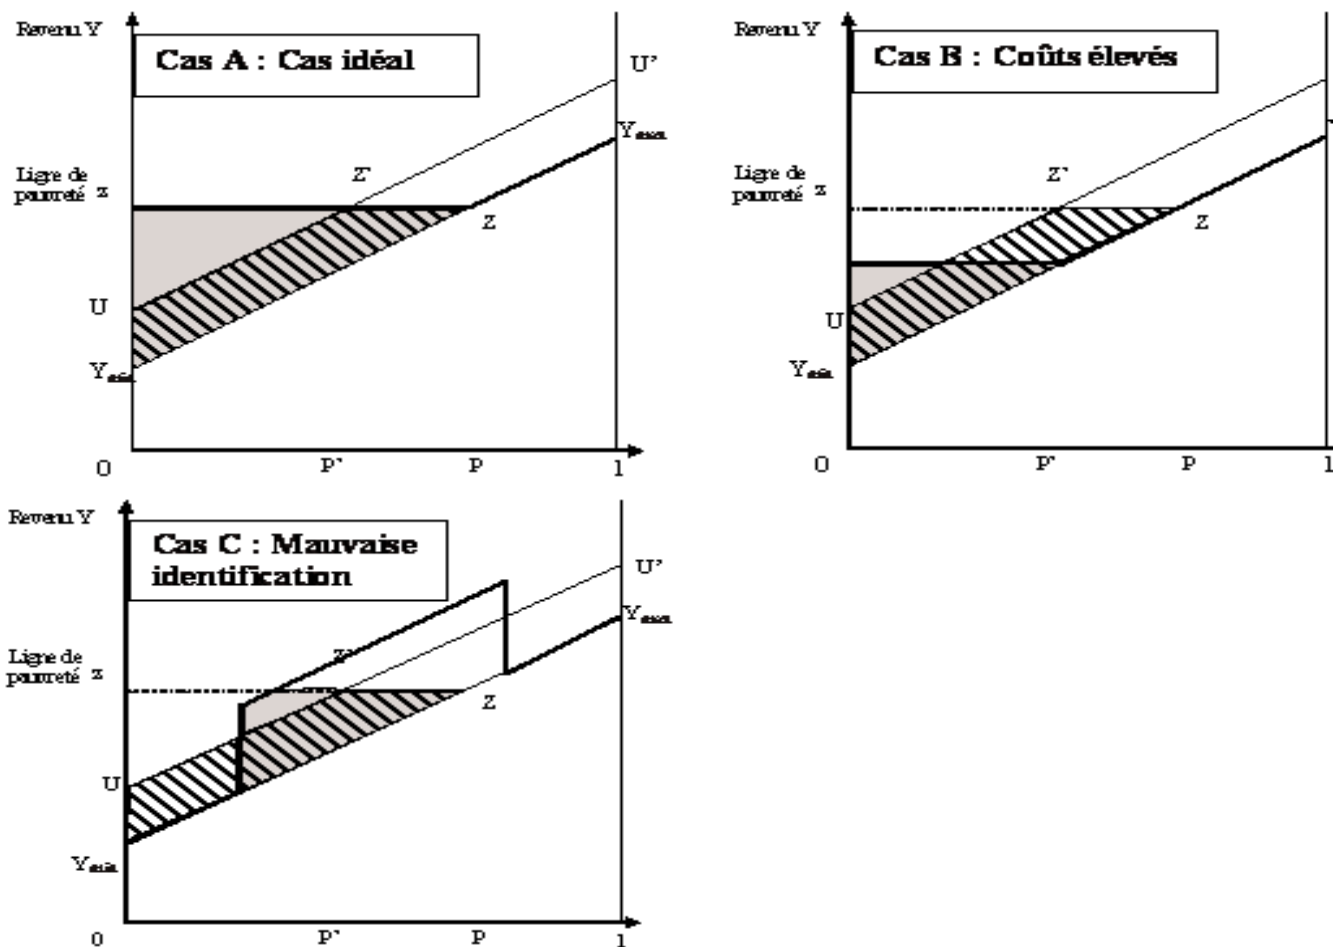 Revenu Y
Cas A : Cas idéal
U'
Ymax
Ligne de
pauvreté z
Z'
Z
U
Ymin
0
P'
P
1
Revenu Y
Cas B : Coûts élevés
Ligne de
pauvreté z
Z'
Z
U
Ymin
0
P'
P
1
Revenu Y
Cas C : Mauvaise
identification
U'
Ymax
Ligne de
pauvreté z
Z'
Z
U
Ymin
0
P'
P
1